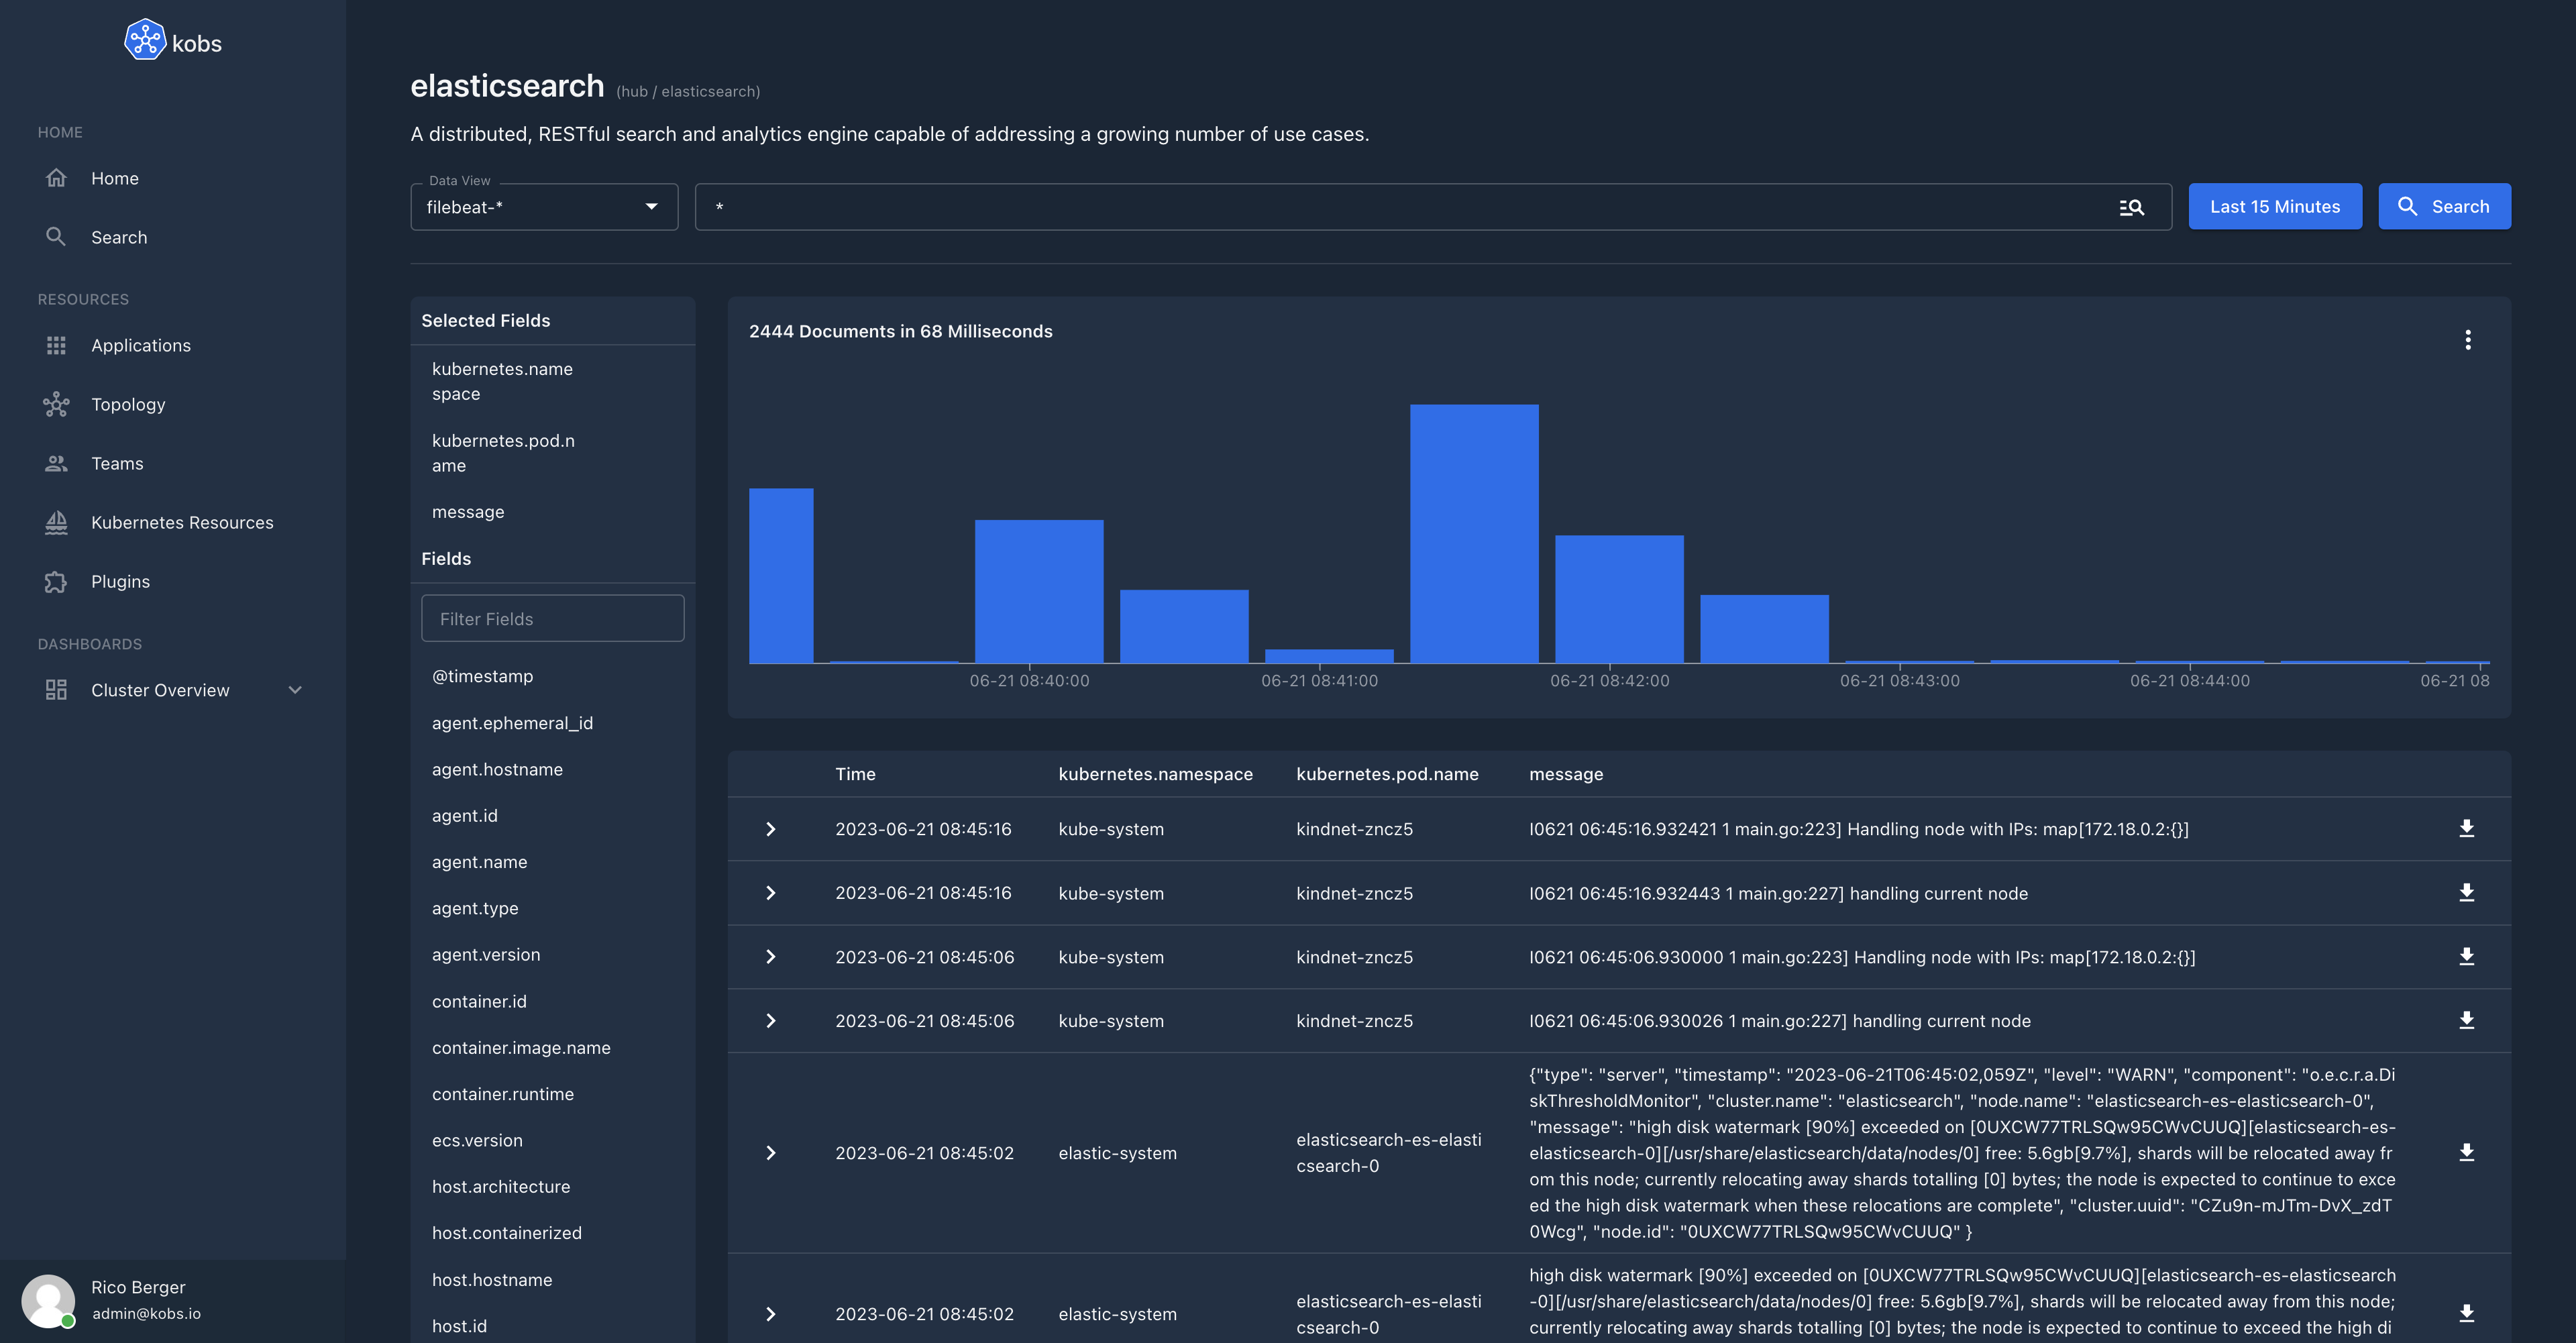 kobs
HOME
Home
Search
RESOURCES
Applications
Topology
Teams
Kubernetes Resources
Plugins
DASHBOARDS
Cluster Overview
Rico Berger
admin@kobs.io
elasticsearch (hub / elasticsearch)
A distributed, RESTful search and analytics engine capable of addressing a growing number of use cases.
Data View
filebeat-*
*
Last 15 Minutes
Search
Selected Fields
kubernetes.name
space
kubernetes.pod.n
ame
message
Fields
Filter Fields
@timestamp
agent.ephemeral_id
agent.hostname
agent.id
agent.name
agent.type
agent.version
container.id
container.image.name
container.runtime
ecs.version
host.architecture
host.containerized
host.hostname
host.id
2444 Documents in 68 Milliseconds
06-21 08:40:00 06-21 08:41:00 06-21 08:42:00 06-21 08:43:00 06-21 08:44:00 06-21 08
Time kubernetes.namespace kubernetes.pod.name message
2023-06-21 08:45:16 kube-system kindnet-zncz5 I0621 06:45:16.932421 1 main.go:223] Handling node with IPs: map[172.18.0.2:{}]
2023-06-21 08:45:16 kube-system kindnet-zncz5 I0621 06:45:16.932443 1 main.go:227] handling current node
2023-06-21 08:45:06 kube-system kindnet-zncz5 I0621 06:45:06.930000 1 main.go:223] Handling node with IPs: map[172.18.0.2:{}]
2023-06-21 08:45:06 kube-system kindnet-zncz5 I0621 06:45:06.930026 1 main.go:227] handling current node
2023-06-21 08:45:02 elastic-system
elasticsearch-es-elasti
csearch-0
{"type": "server", "timestamp": "2023-06-21T06:45:02,059Z", "level": "WARN", "component": "o.e.c.r.a.Di
skThresholdMonitor", "cluster.name": "elasticsearch", "node.name": "elasticsearch-es-elasticsearch-0",
"message": "high disk watermark [90%] exceeded on [0UXCW77TRLSQw95CWvCUUQ][elasticsearch-es-
elasticsearch-0][/usr/share/elasticsearch/data/nodes/0] free: 5.6gb[9.7%], shards will be relocated away fr
om this node; currently relocating away shards totalling [0] bytes; the node is expected to continue to exce
ed the high disk watermark when these relocations are complete", "cluster.uuid": "CZu9n-mJTm-DvX_zdT
0Wcg", "node.id": "0UXCW77TRLSQw95CWvCUUQ" }
2023-06-21 08:45:02 elastic-system
elasticsearch-es-elasti
csearch-0
high disk watermark [90%] exceeded on [0UXCW77TRLSQw95CWvCUUQ][elasticsearch-es-elasticsearch
-0][/usr/share/elasticsearch/data/nodes/0] free: 5.6gb[9.7%], shards will be relocated away from this node;
currently relocating away shards totalling [0] bytes; the node is expected to continue to exceed the high di